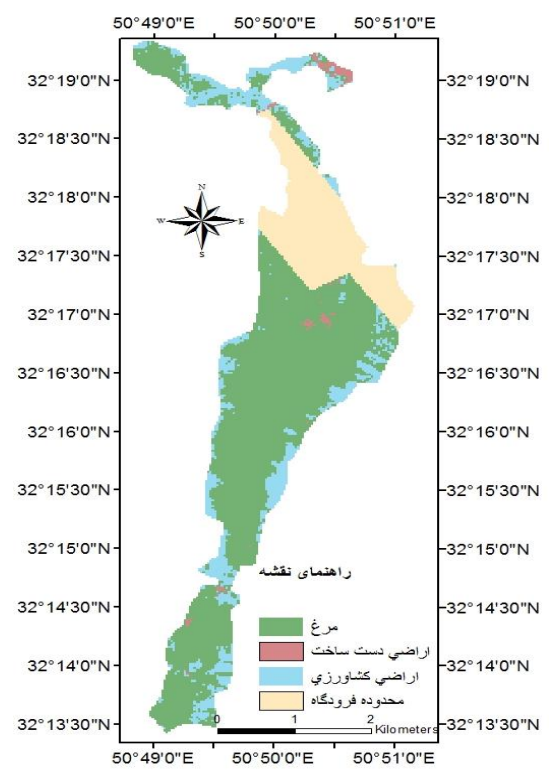 50°49'0"E 50°50'0"E 50°51'0"E
32°19'0"N 32°19'0"N
32°18'30"N 32°18'30"N
32°18'0"N 32°18'0"N
N
W E
S
32°17'30"N 32°17'30"N
32°17'0"N 32°17'0"N
32°16'30"N 32°16'30"N
32°16'0"N 32°16'0"N
32°15'30"N 32°15'30"N
32°15'0"N 32°15'0"N
راهنمای نقشه
32°14'30"N 32°14'30"N
مرغ
اراضي دست ساخت
32°14'0"N 32°14'0"N
اراضي کشاورزي
محدوده فرودگاه
32°13'30"N 32°13'30"N
0 1 2
Kilometers
50°49'0"E 50°50'0"E 50°51'0"E